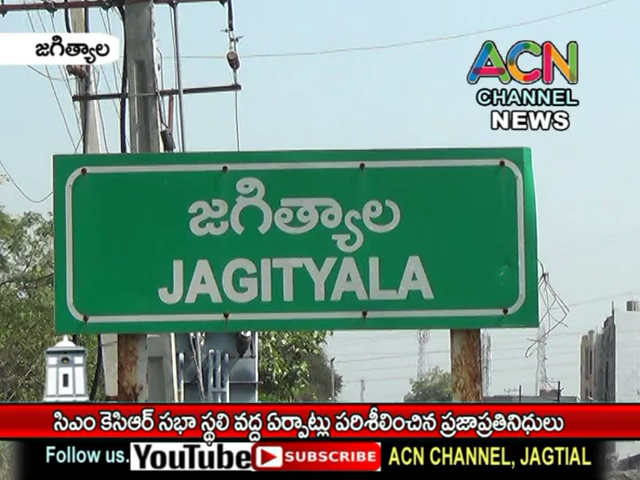 జగిత్యాల
ACN
CHANNEL
NEWS
జగిత్యాల
JAGITYALA
సిఎం కెసిఆర్ సభా స్థలి వద్ద ఏర్పాట్లు పరిశీలించిన ప్రజాప్రతినిధులు
Follow us. YouTube SUBSCRIBE ACN CHANNEL, JAGTIAL